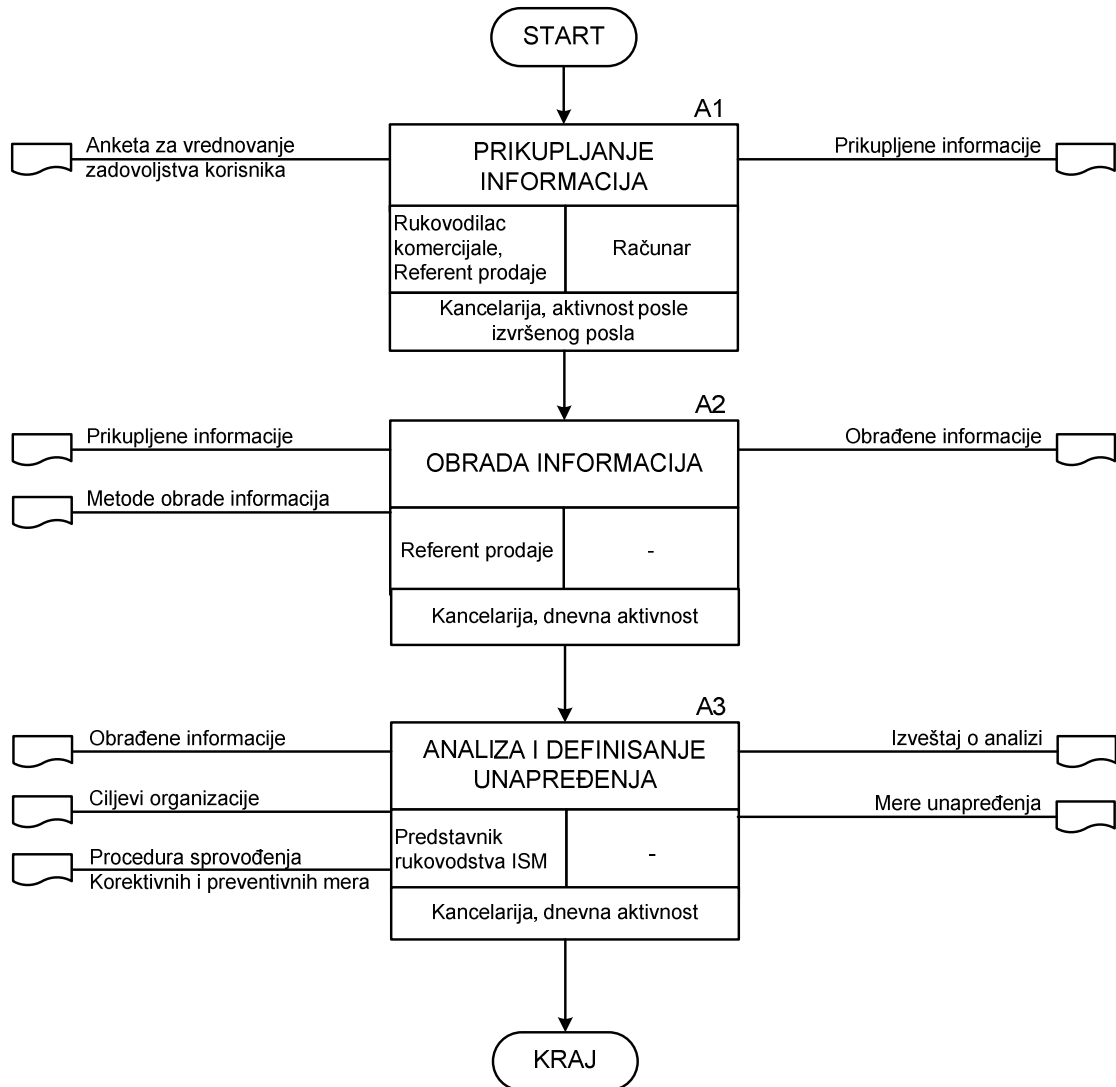 START
A1
Anketa za vrednovanje
zadovoljstva korisnika
PRIKUPLJANJE
INFORMACIJA
Prikupljene informacije
Rukovodilac
komercijale,
Referent prodaje
Računar
Kancelarija, aktivnost posle
izvršenog posla
A2
Prikupljene informacije
Metode obrade informacija
OBRADA INFORMACIJA
Obrađene informacije
Referent prodaje
-
Kancelarija, dnevna aktivnost
A3
Obrađene informacije
Ciljevi organizacije
Procedura sprovođenja
Korektivnih i preventivnih mera
ANALIZA I DEFINISANJE
UNAPREĐENJA
Izveštaj o analizi
Mere unapređenja
Predstavnik
rukovodstva ISM
-
Kancelarija, dnevna aktivnost
KRAJ